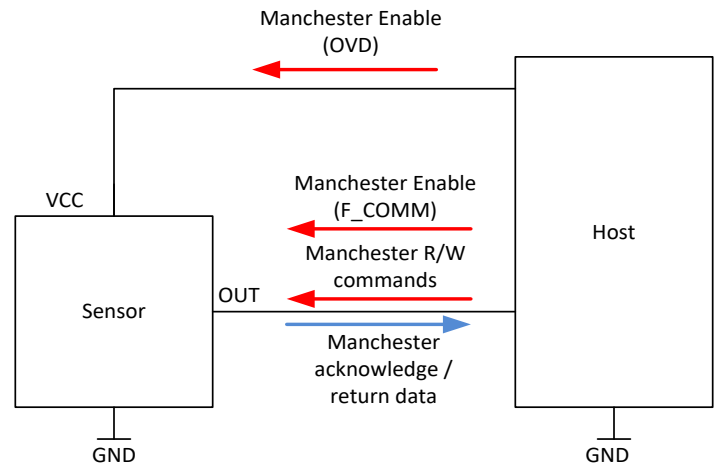 Manchester Enable
(OVD)
VCC
Manchester Enable
(F_COMM)
Manchester R/W
commands
Host
OUT
Sensor
Manchester
acknowledge /
return data
GND
GND